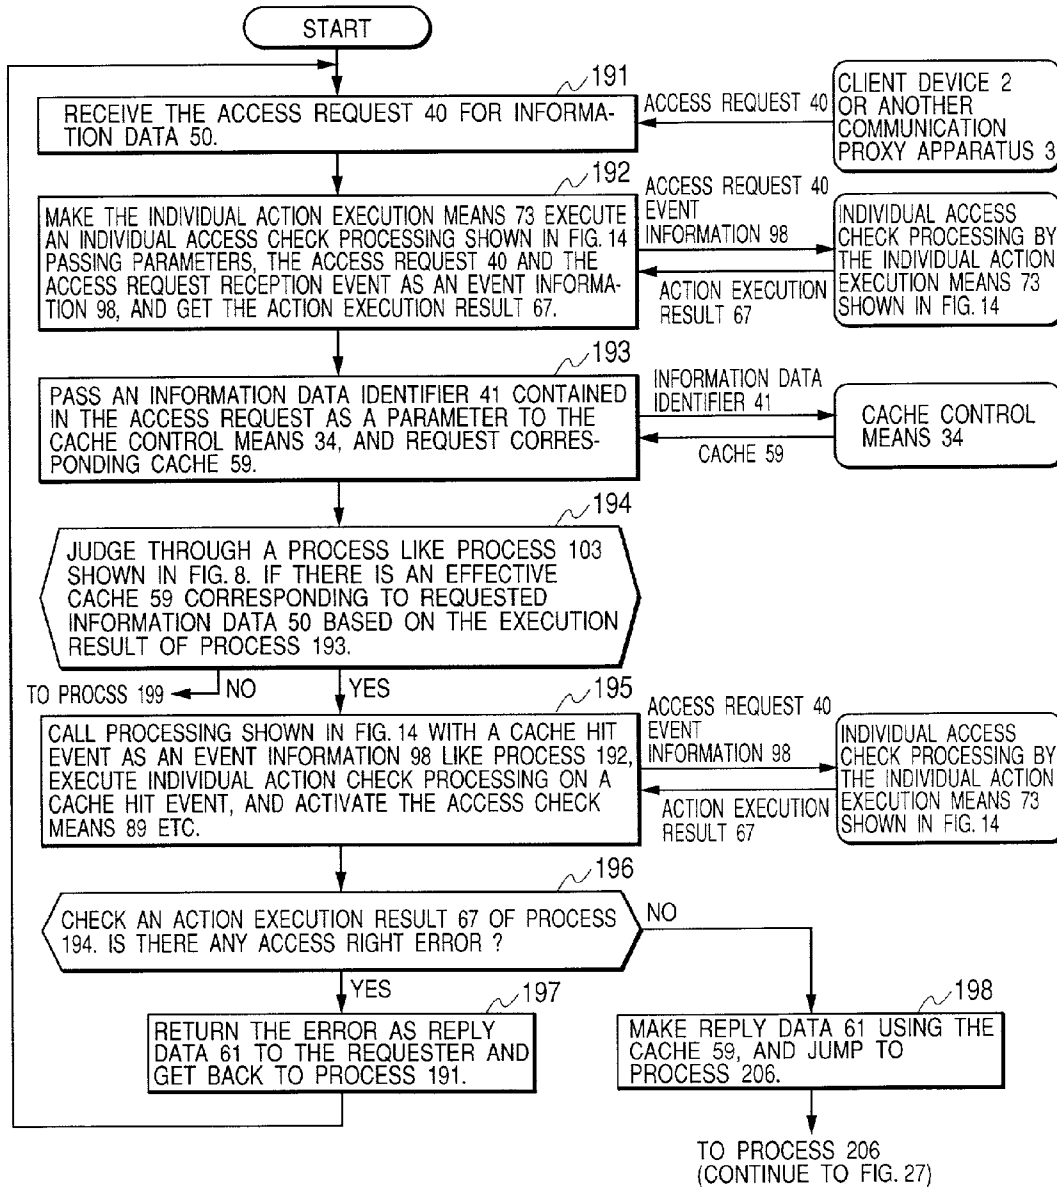 START
191
RECEIVE THE ACCESS REQUEST 40 FOR INFORMA-
TION DATA 50.
ACCESS REQUEST 40
CLIENT DEVICE 2
OR ANOTHER
COMMUNICATION
PROXY APPARATUS 3
192
MAKE THE INDIVIDUAL ACTION EXECUTION MEANS 73 EXECUTE
AN INDIVIDUAL ACCESS CHECK PROCESSING SHOWN IN FIG. 14
PASSING PARAMETERS, THE ACCESS REQUEST 40 AND THE
ACCESS REQUEST RECEPTION EVENT AS AN EVENT INFORMA-
TION 98, AND GET THE ACTION EXECUTION RESULT 67.
ACCESS REQUEST 40
EVENT
INFORMATION 98
ACTION EXECUTION
RESULT 67
INDIVIDUAL ACCESS
CHECK PROCESSING BY
THE INDIVIDUAL ACTION
EXECUTION MEANS 73
SHOWN IN FIG. 14
193
PASS AN INFORMATION DATA IDENTIFIER 41 CONTAINED
IN THE ACCESS REQUEST AS A PARAMETER TO THE
CACHE CONTROL MEANS 34, AND REQUEST CORRES-
PONDING CACHE 59.
INFORMATION DATA
IDENTIFIER 41
CACHE 59
CACHE CONTROL
MEANS 34
194
JUDGE THROUGH A PROCESS LIKE PROCESS 103
SHOWN IN FIG. 8. IF THERE IS AN EFFECTIVE
CACHE 59 CORRESPONDING TO REQUESTED
INFORMATION DATA 50 BASED ON THE EXECUTION
RESULT OF PROCESS 193.
TO PROCSS 199
NO
YES
195
CALL PROCESSING SHOWN IN FIG. 14 WITH A CACHE HIT
EVENT AS AN EVENT INFORMATION 98 LIKE PROCESS 192,
EXECUTE INDIVIDUAL ACTION CHECK PROCESSING ON A
CACHE HIT EVENT, AND ACTIVATE THE ACCESS CHECK
MEANS 89 ETC.
ACCESS REQUEST 40
EVENT
INFORMATION 98
ACTION EXECUTION
RESULT 67
INDIVIDUAL ACCESS
CHECK PROCESSING BY
THE INDIVIDUAL ACTION
EXECUTION MEANS 73
SHOWN IN FIG. 14
196
CHECK AN ACTION EXECUTION RESULT 67 OF PROCESS
194. IS THERE ANY ACCESS RIGHT ERROR ?
NO
YES
197
RETURN THE ERROR AS REPLY
DATA 61 TO THE REQUESTER AND
GET BACK TO PROCESS 191.
198
MAKE REPLY DATA 61 USING THE
CACHE 59, AND JUMP TO
PROCESS 206.
TO PROCESS 206
(CONTINUE TO FIG. 27)